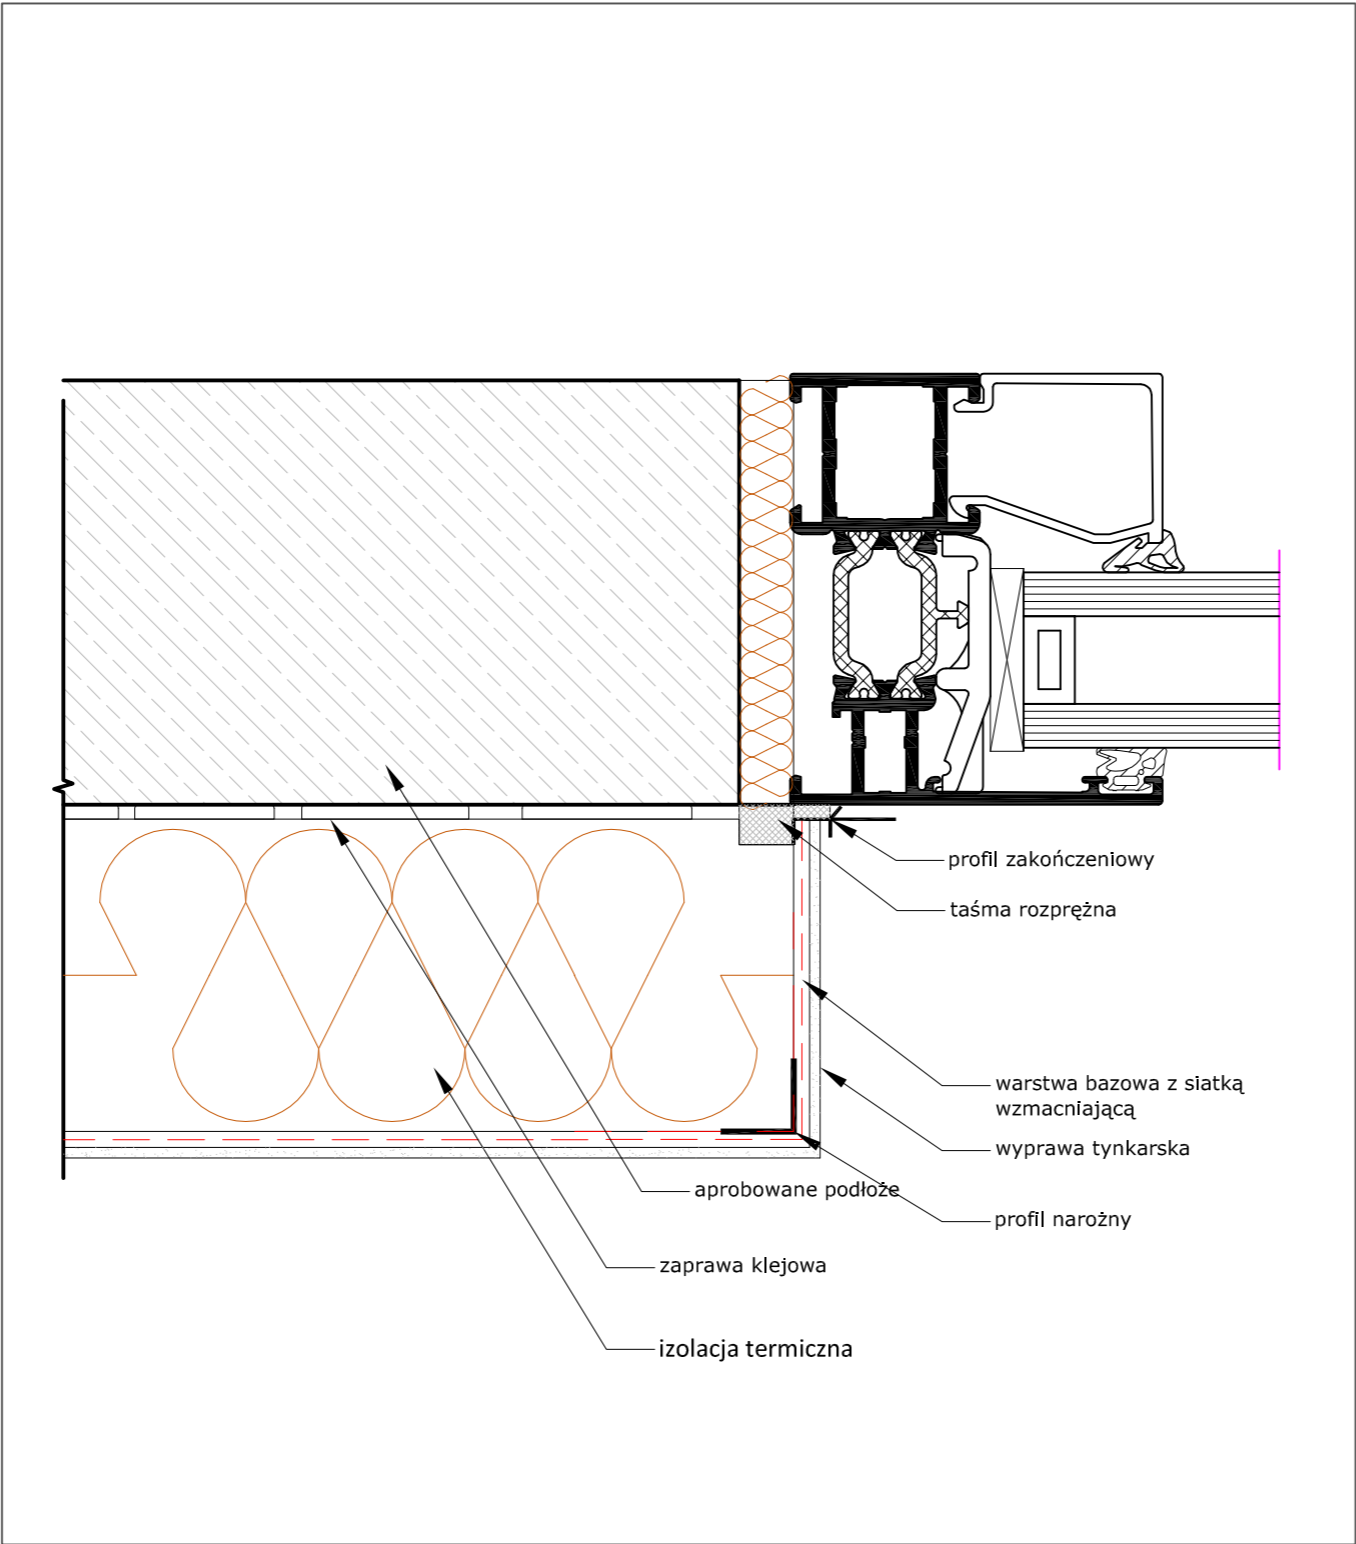 profil zakończeniowy
taśma rozprężna
warstwa bazowa z siatką
wzmacniającą
wyprawa tynkarska
aprobowane podłoże
profil narożny
zaprawa klejowa
izolacja termiczna